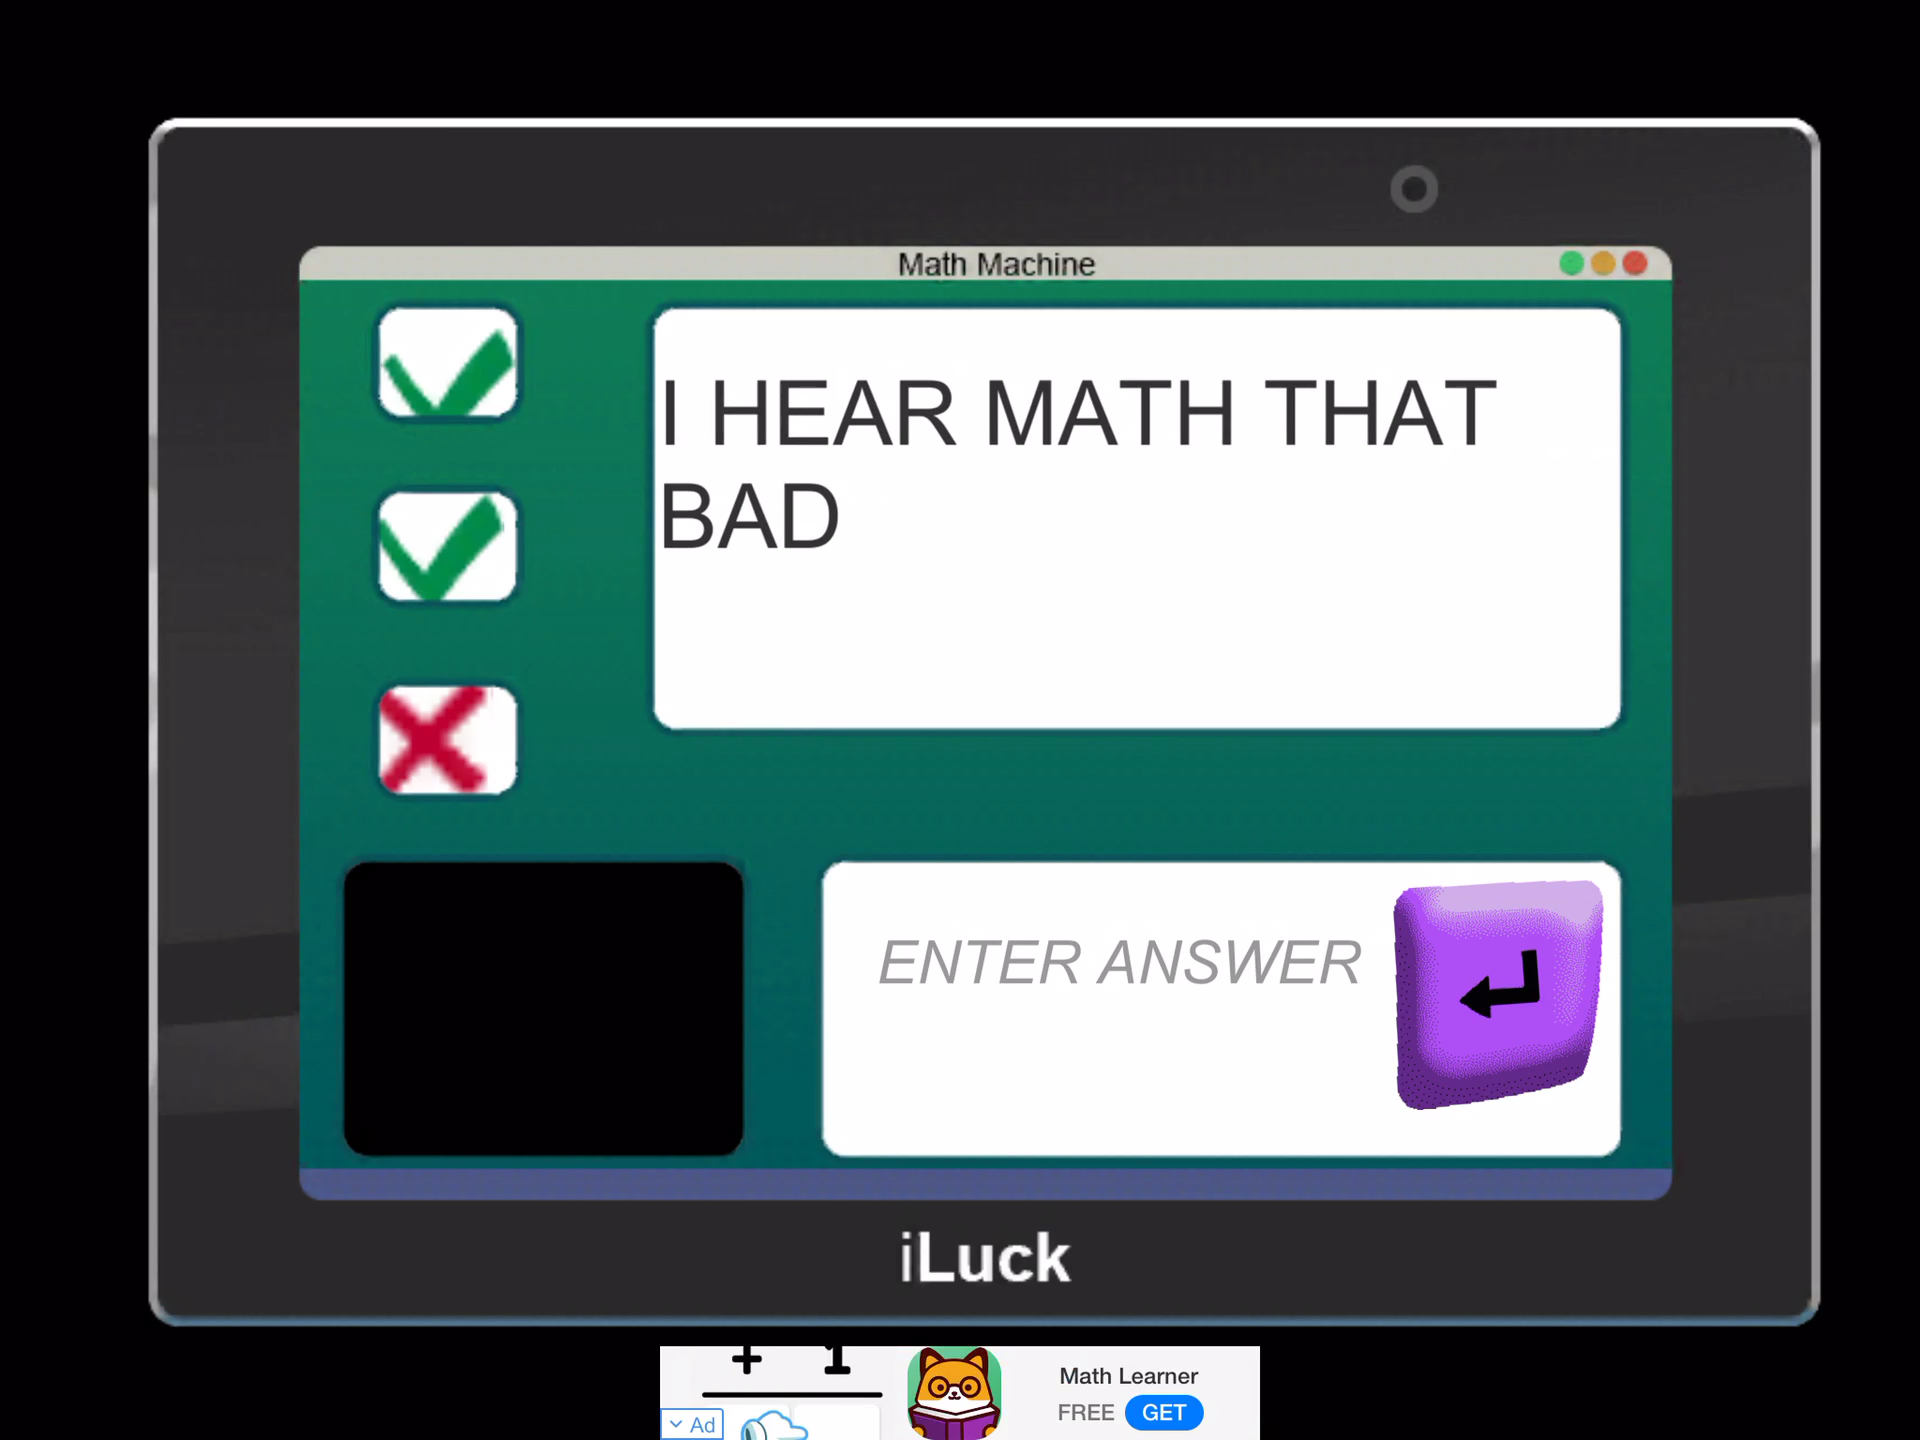 Math Machine
I HEAR MATH THAT
BAD
ENTER ANSWER
iLuck
+ 1
Math Learner
FREE GET
Ad